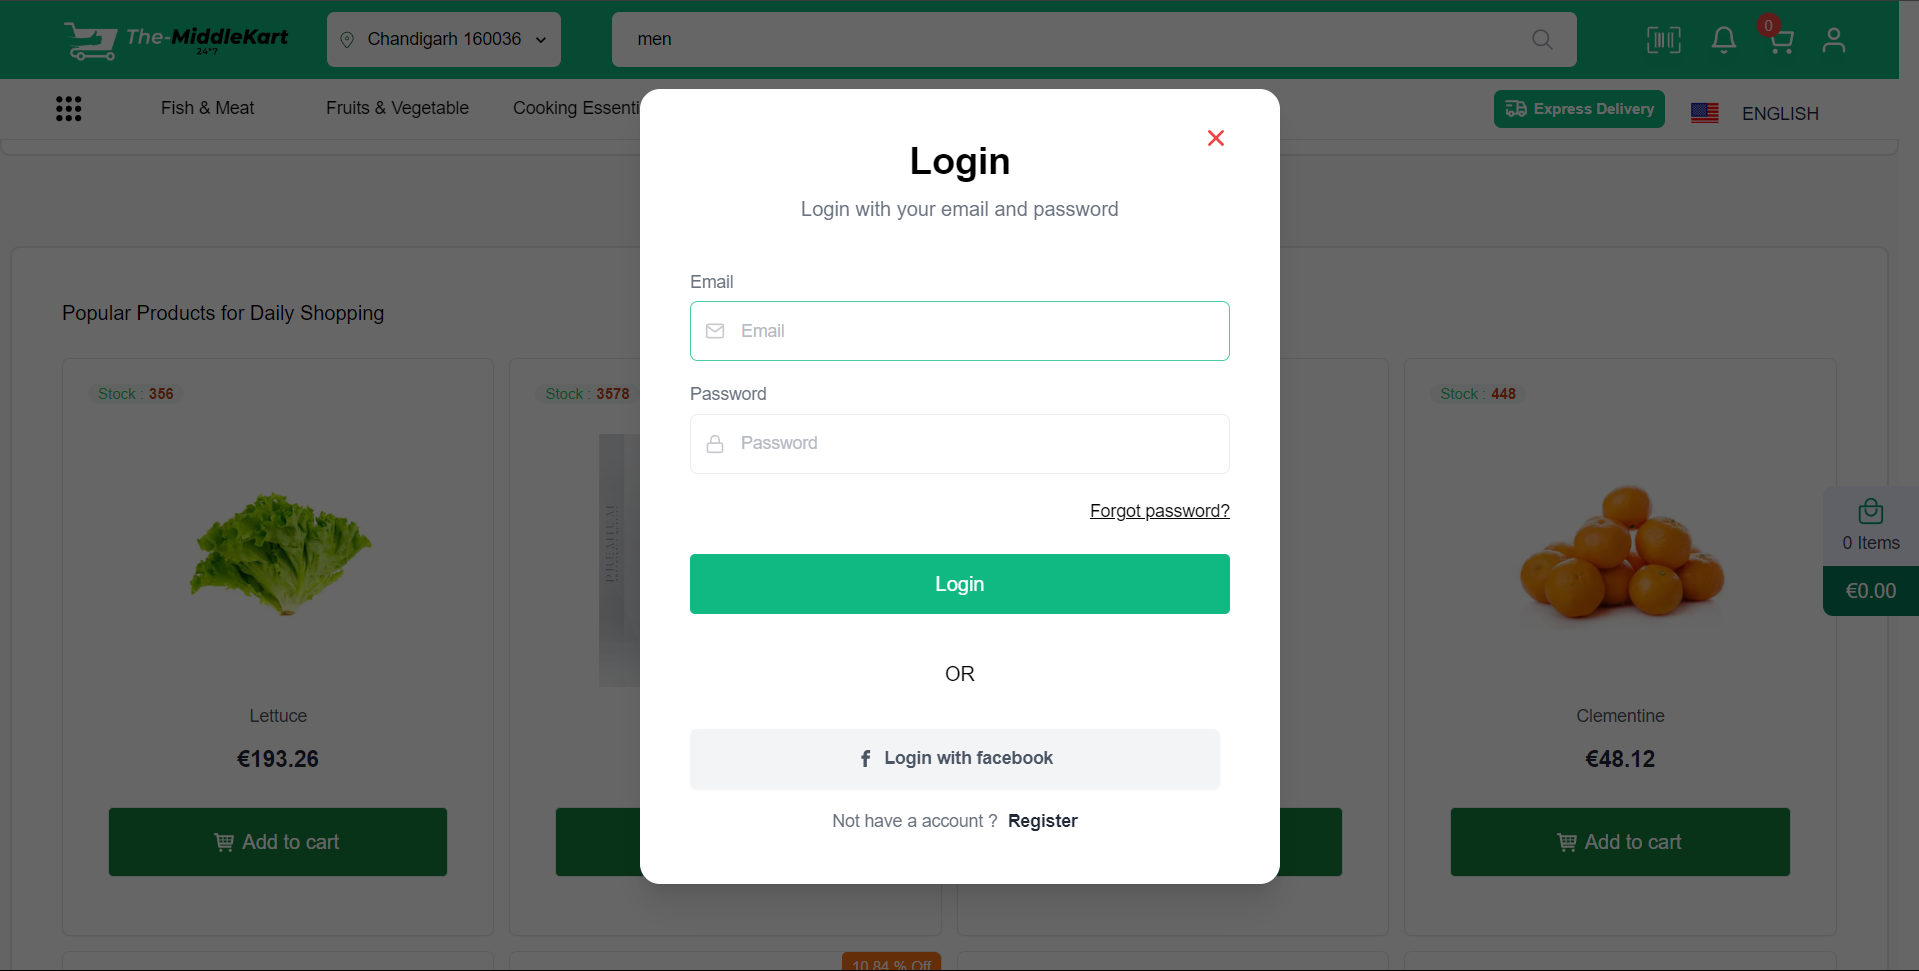 The-MiddleKart
24*7
Chandigarh 160036
men
0
Fish & Meat
Fruits & Vegetable
Cooking Essenti
Express Delivery
ENGLISH
Login
Login with your email and password
Email
Email
Password
Password
Forgot password?
Login
OR
Login with facebook
Not have a account ? Register
Popular Products for Daily Shopping
Stock : 356
Lettuce
€193.26
Add to cart
Stock : 3578
PREMIUM
Stock : 448
Clementine
€48.12
Add to cart
0 Items
€0.00
10.84 % Off